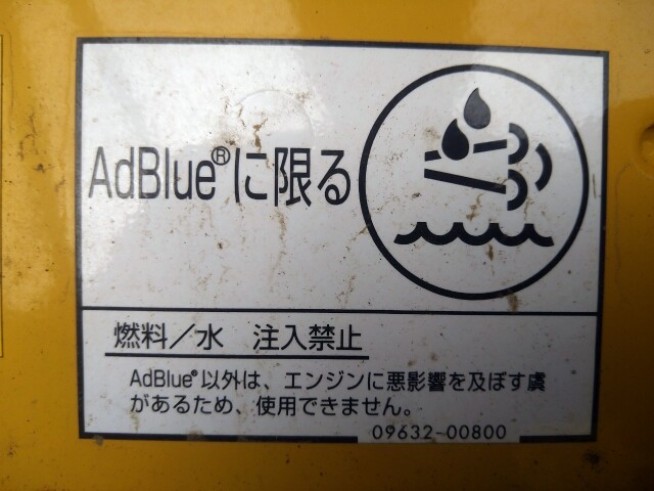 AdBlue®に限る
燃料/水 注入禁止
AdBlue®以外は、エンジンに悪影響を及ぼす虞
があるため、使用できません。
09632-00800